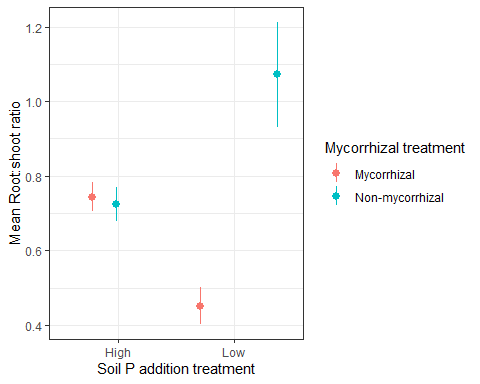 1.2
1.0
0.8
0.6
0.4
Mean Root:shoot ratio
High Low
Soil P addition treatment
Mycorrhizal treatment
Mycorrhizal
Non-mycorrhizal